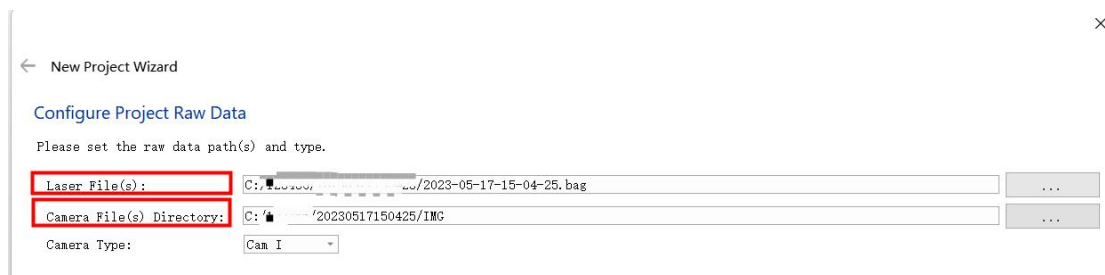 New Project Wizard
Configure Project Raw Data
Please set the raw data path(s) and type.
Laser File(s): C:/ /2023-05-17-15-04-25.bag ...
Camera File(s) Directory: C: /20230517150425/IMG ...
Camera Type: Cam I